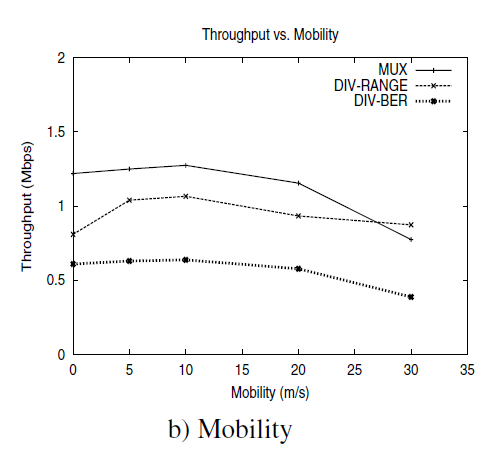 Throughput vs. Mobility
MUX
DIV-RANGE
DIV-BER
Throughput (Mbps)
2
1.5
1
0.5
0
0 5 10 15 20 25 30 35
Mobility (m/s)
b) Mobility